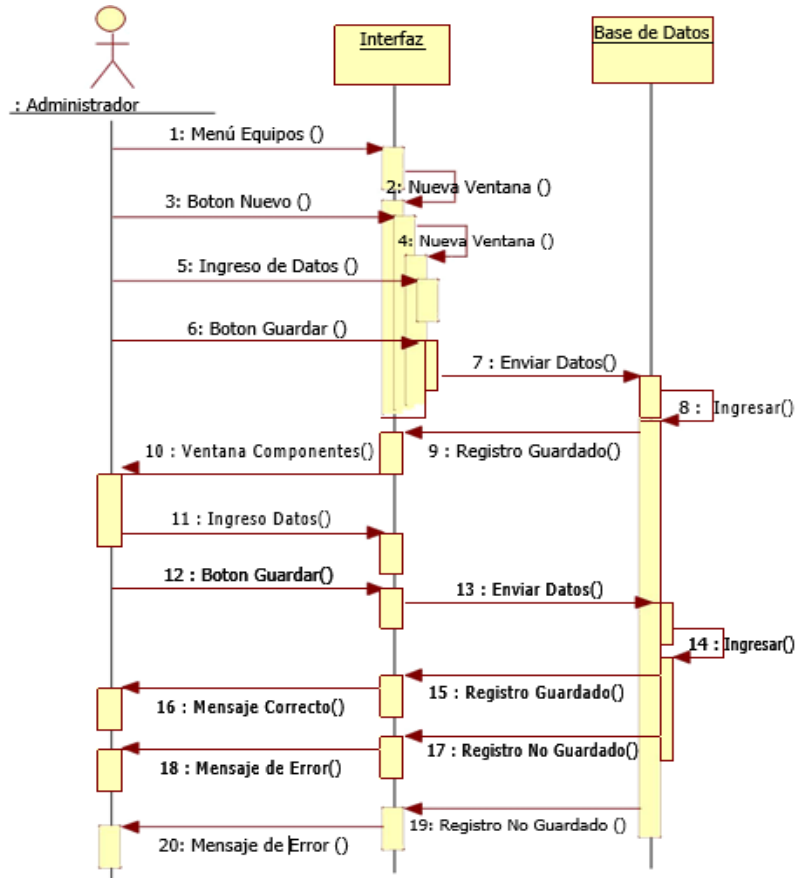 Interfaz
Base de Datos
: Administrador
1: Menú Equipos ()
2: Nueva Ventana ()
3: Boton Nuevo ()
4: Nueva Ventana ()
5: Ingreso de Datos ()
6: Boton Guardar ()
7 : Enviar Datos()
8 : Ingresar()
9 : Registro Guardado()
10 : Ventana Componentes()
11 : Ingreso Datos()
12 : Boton Guardar()
13 : Enviar Datos()
14 : Ingresar()
15 : Registro Guardado()
16 : Mensaje Correcto()
17 : Registro No Guardado()
18 : Mensaje de Error()
19: Registro No Guardado ()
20: Mensaje de Error ()